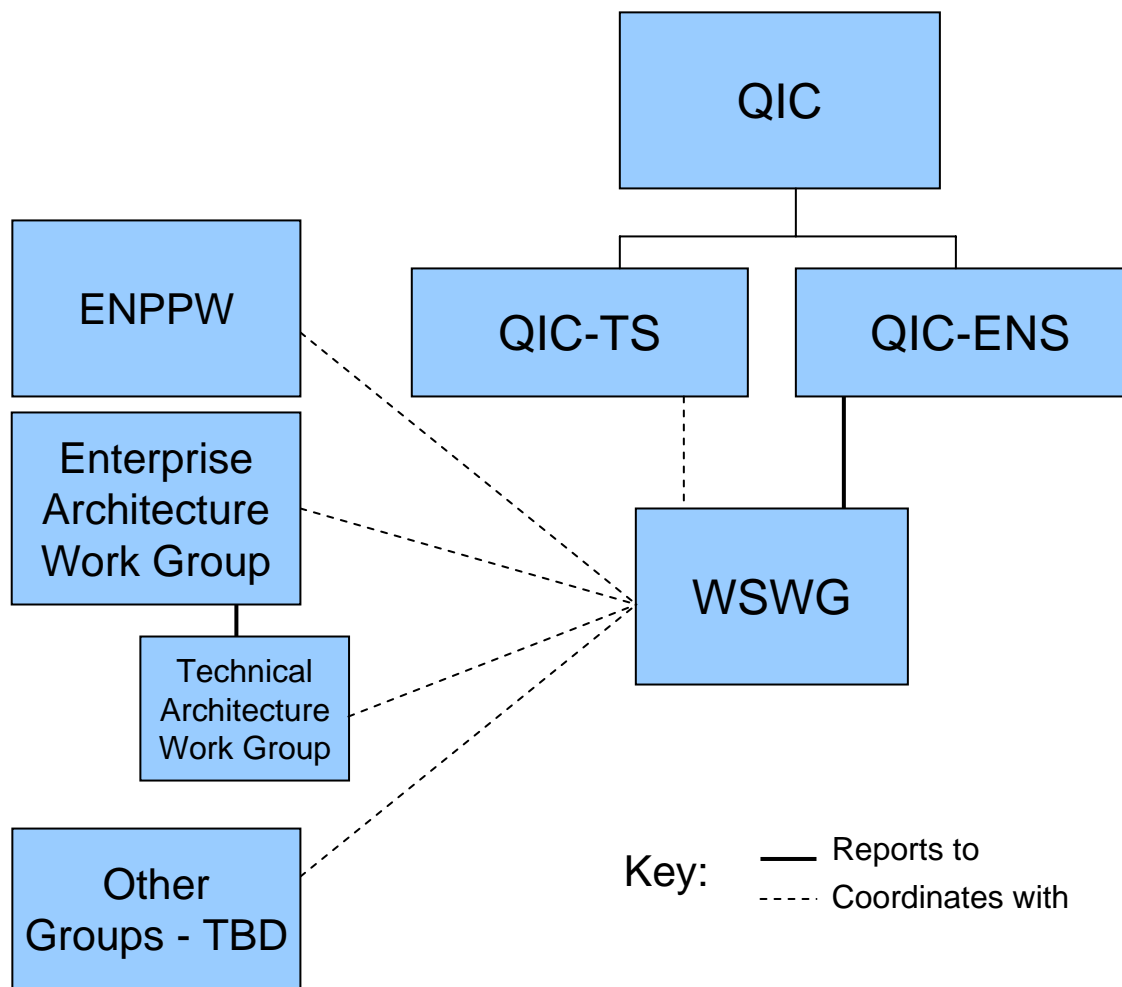 QIC
QIC-TS
QIC-ENS
ENPPW
Enterprise
Architecture
Work Group
WSWG
Technical
Architecture
Work Group
Other
Groups - TBD
Key:
Reports to
Coordinates with